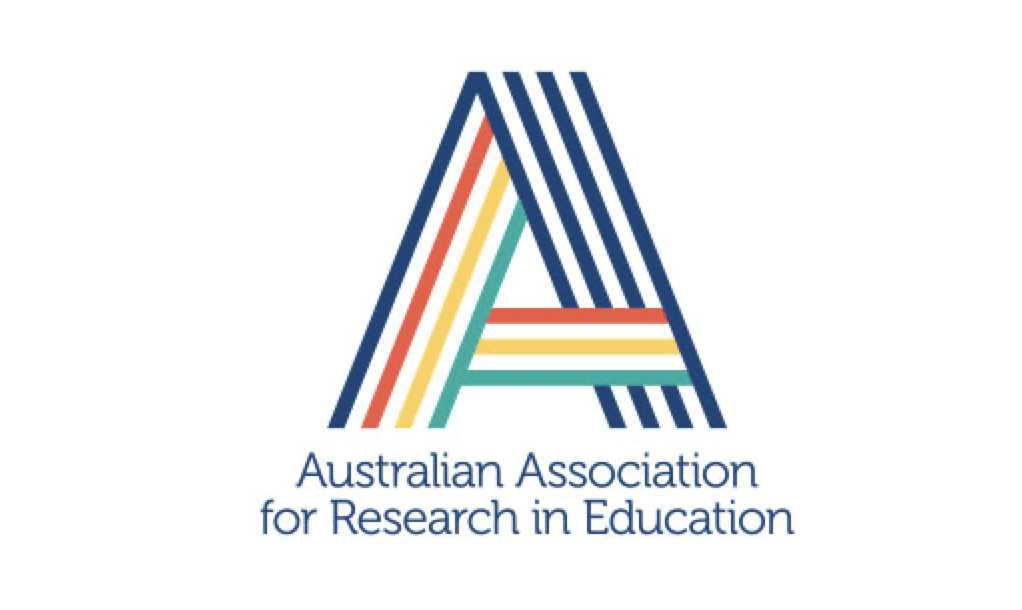 Australian Association
for Research in Education